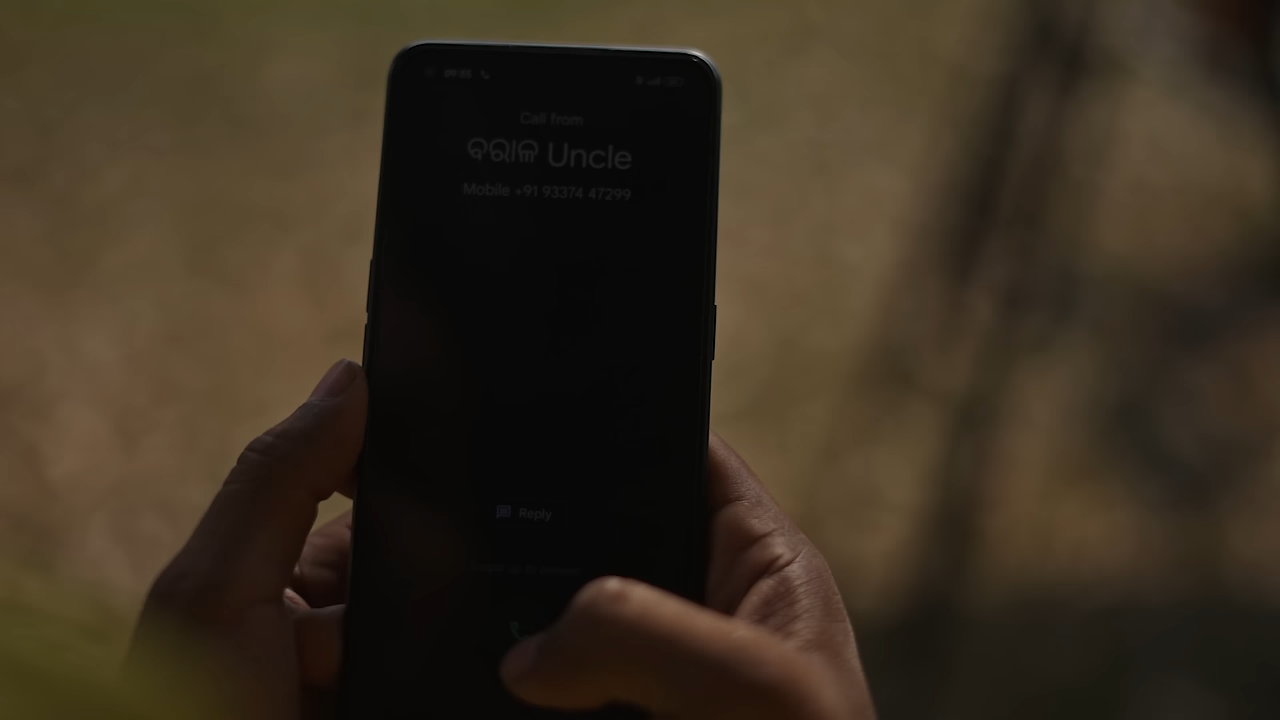 Call from
ବରାଳ Uncle
Mobile +91 93374 47299
Reply